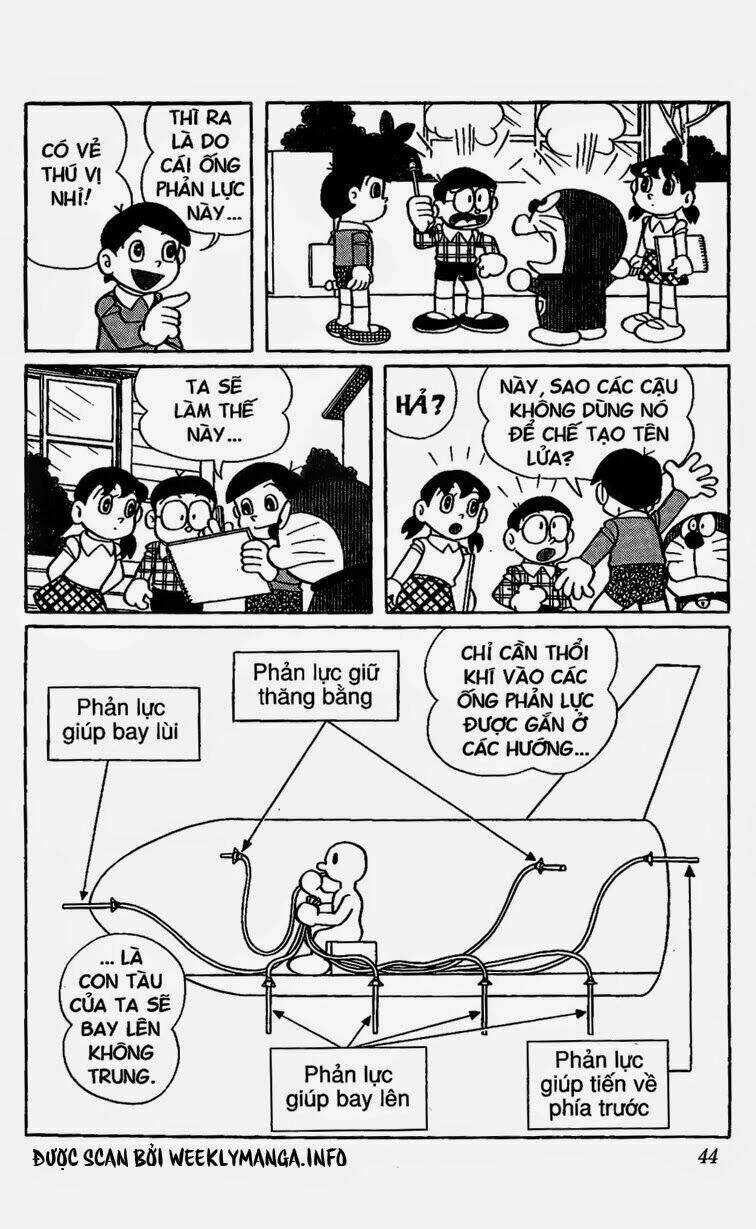 CÓ VẺ
THÚ VỊ
NHỈ!
THÌ RA
LÀ DO
CÁI ỐNG
PHẢN LỰC
NÀY...
TA SẼ
LÀM THẾ
NÀY...
HẢ?
NÀY, SAO CÁC CẬU
KHÔNG DÙNG NÓ
ĐỂ CHẾ TẠO TÊN
LỬA?
CHỈ CẦN THỔI
KHÍ VÀO CÁC
ỐNG PHẢN LỰC
ĐƯỢC GẮN Ở
CÁC HƯỚNG...
Phản lực giữ
thăng bằng
Phản lực
giúp bay lùi
... LÀ
CON TÀU
CỦA TA SẼ
BAY LÊN
KHÔNG
TRUNG.
Phản lực
giúp bay lên
Phản lực
giúp tiến về
phía trước
ĐƯỢC SCAN BỞI WEEKLYMANGA.INFO
44